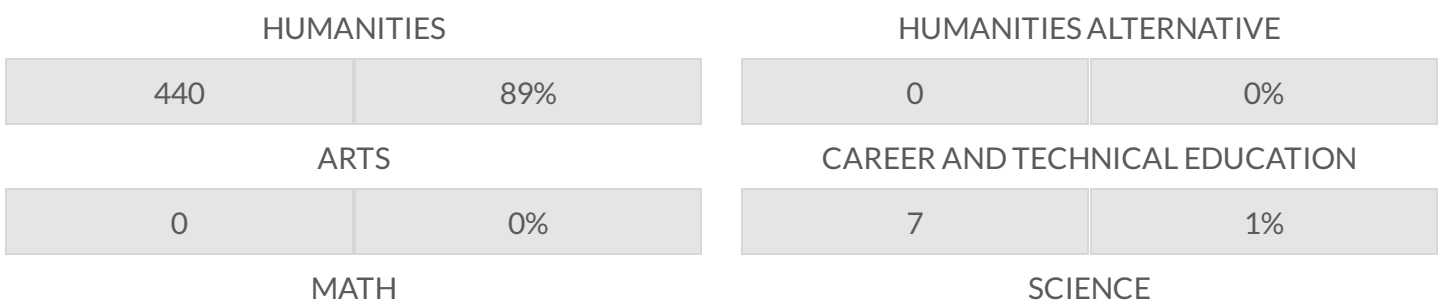 HUMANITIES HUMANITIES ALTERNATIVE
440 89% 0 0%
ARTS CAREER AND TECHNICAL EDUCATION
0 0% 7 1%
MATH SCIENCE